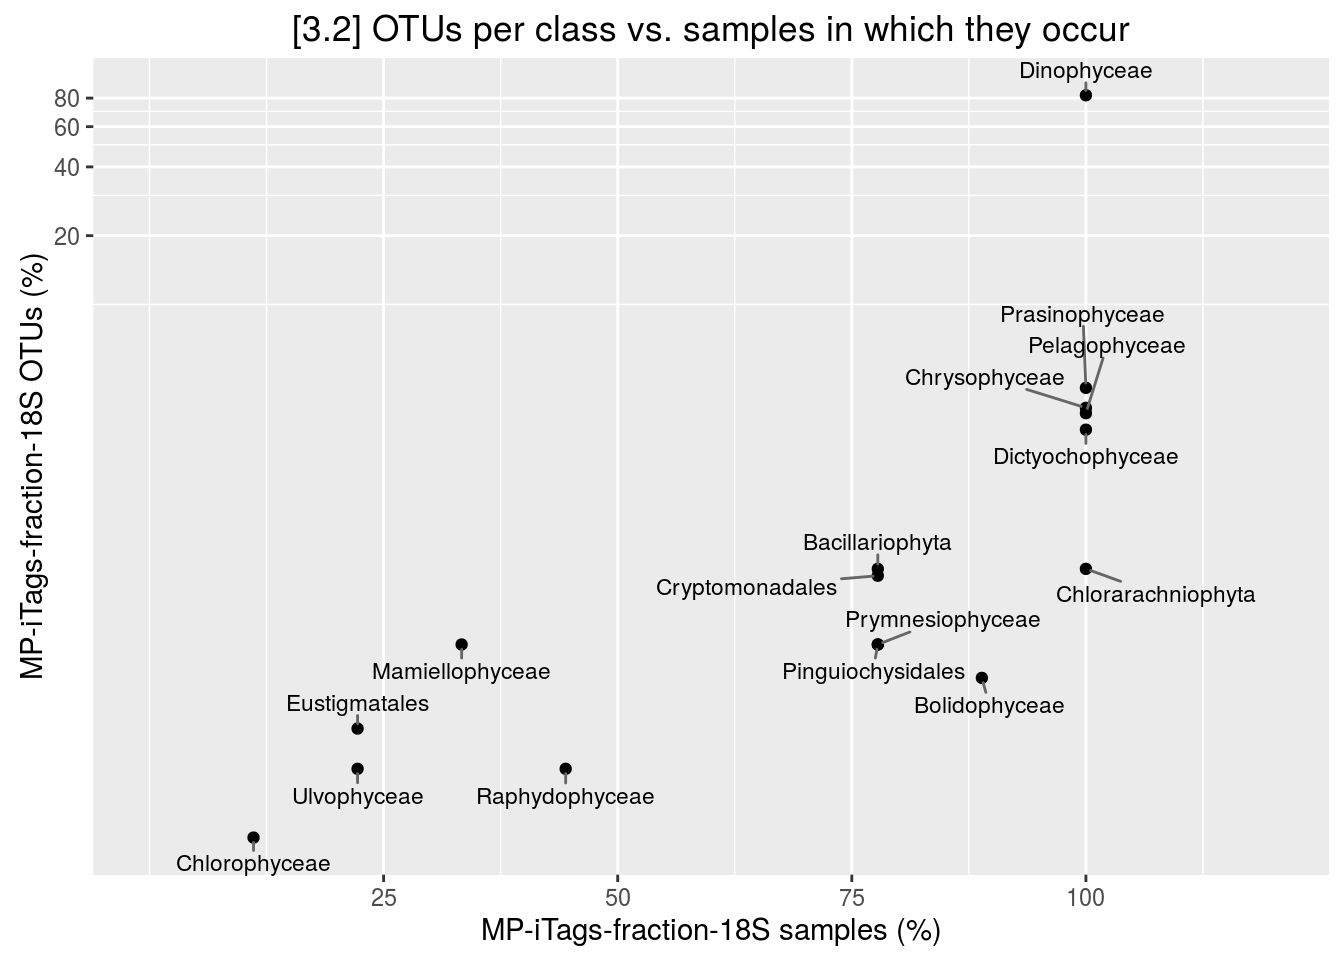 [3.2] OTUs per class vs. samples in which they occur
Dinophyceae
80
60
40
20
MP-iTags-fraction-18S OTUs (%)
Prasinophyceae
Pelagophyceae
Chrysophyceae
Dictyochophyceae
Bacillariophyta
Cryptomonadales
Chlorarachniophyta
Prymnesiophyceae
Mamiellophyceae
Pinguiochysidales
Eustigmatales
Bolidophyceae
Ulvophyceae
Raphydophyceae
Chlorophyceae
25
50
75
100
MP-iTags-fraction-18S samples (%)